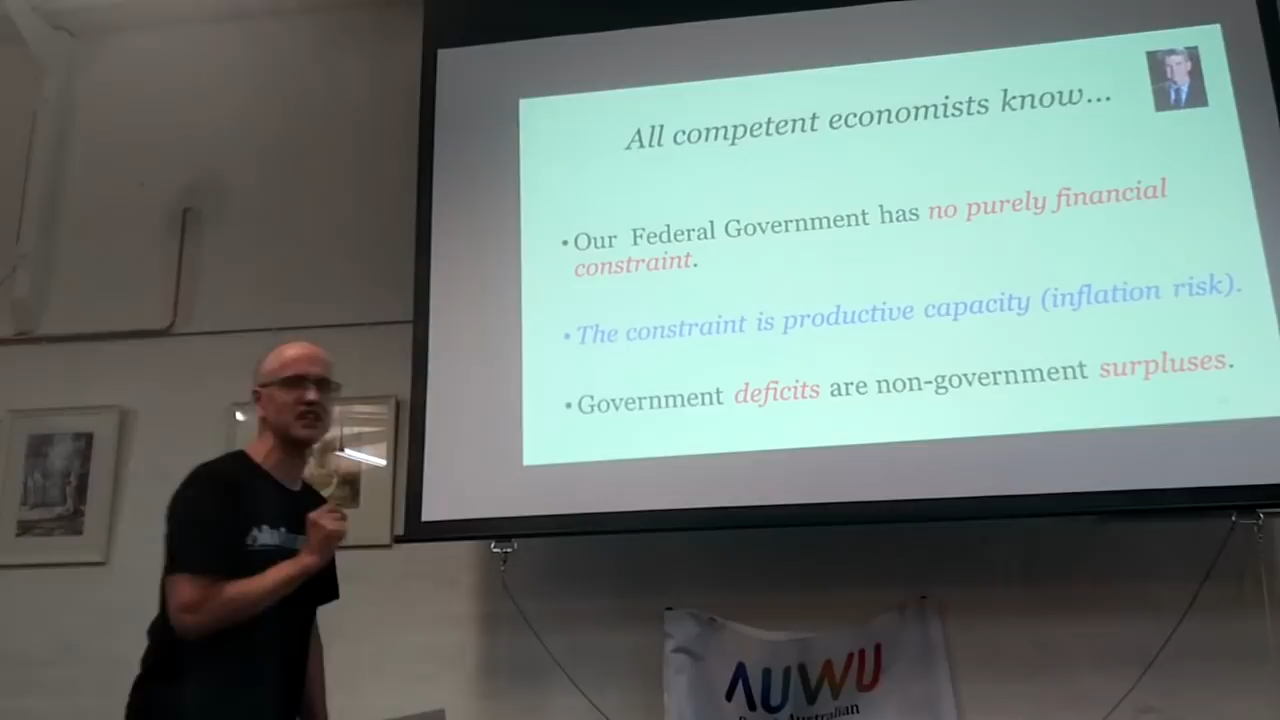 All competent economists know...
•Our Federal Government has no purely financial
constraint.
•The constraint is productive capacity (inflation risk).
•Government deficits are non-government surpluses.
AUWU
Australian